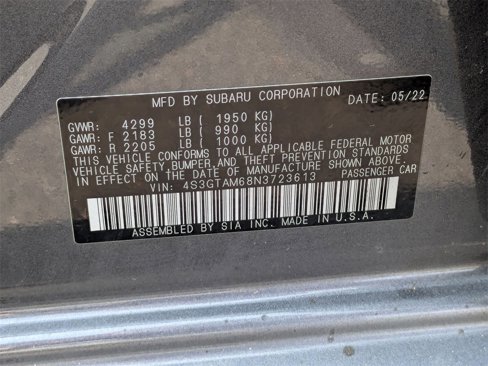 MFD BY SUBARU CORPORATION DATE: 05/22
GVWR: 4299 LB ( 1950 KG)
GAWR: F 2183 LB ( 990 KG)
GAWR: R 2205 LB ( 1000 KG)
THIS VEHICLE CONFORMS TO ALL APPLICABLE FEDERAL MOTOR
VEHICLE SAFETY,BUMPER,AND THEFT PREVENTION STANDARDS
IN EFFECT ON THE DATE OF MANUFACTURE SHOWN ABOVE.
VIN: 4S3GTAM68N3723613 PASSENGER CAR
ASSEMBLED BY SIA INC. MADE IN U.S.A.